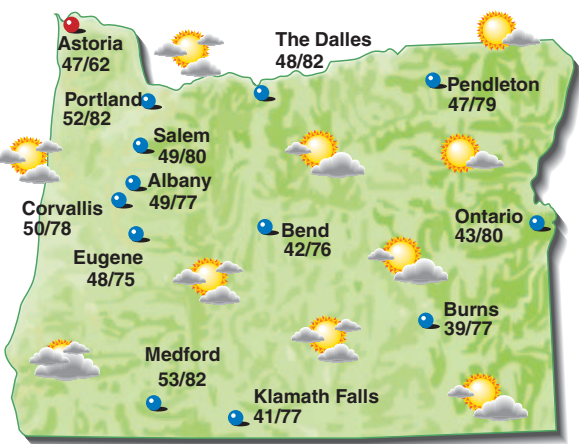 Astoria
47/62
The Dalles
48/82
Pendleton
47/79
Portland
52/82
Salem
49/80
Albany
49/77
Corvallis
50/78
Eugene
48/75
Bend
42/76
Ontario
43/80
Burns
39/77
Medford
53/82
Klamath Falls
41/77